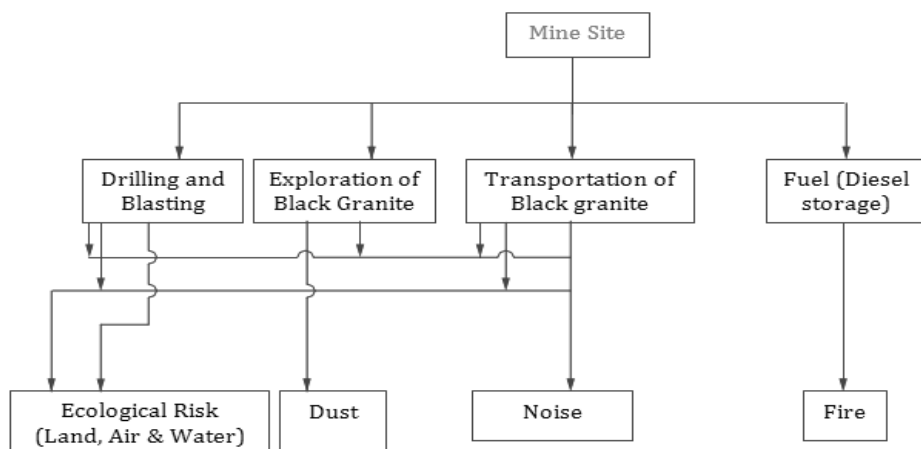 Mine Site
Drilling and
Blasting
Exploration of
Black Granite
Transportation of
Black granite
Fuel (Diesel
storage)
Ecological Risk
(Land, Air & Water)
Dust
Noise
Fire